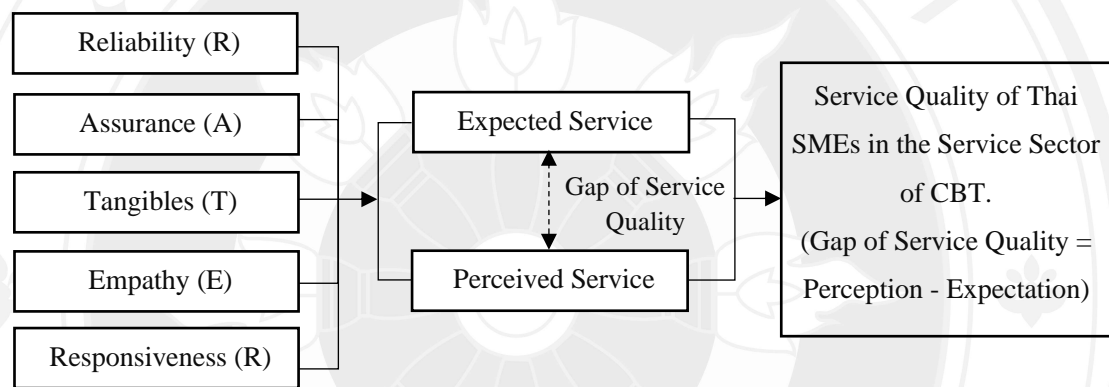 Reliability (R)
Assurance (A)
Tangibles (T)
Empathy (E)
Responsiveness (R)
Expected Service
Gap of Service
Quality
Perceived Service
Service Quality of Thai
SMEs in the Service Sector
of CBT.
(Gap of Service Quality =
Perception - Expectation)